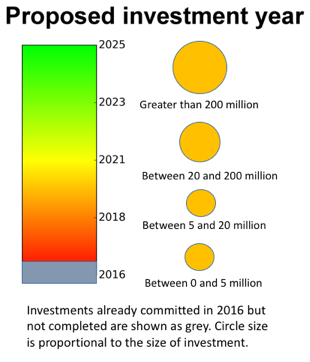 Proposed investment year
2025
2023
2021
2018
2016
Greater than 200 million
Between 20 and 200 million
Between 5 and 20 million
Between 0 and 5 million
Investments already committed in 2016 but
not completed are shown as grey. Circle size
is proportional to the size of investment.